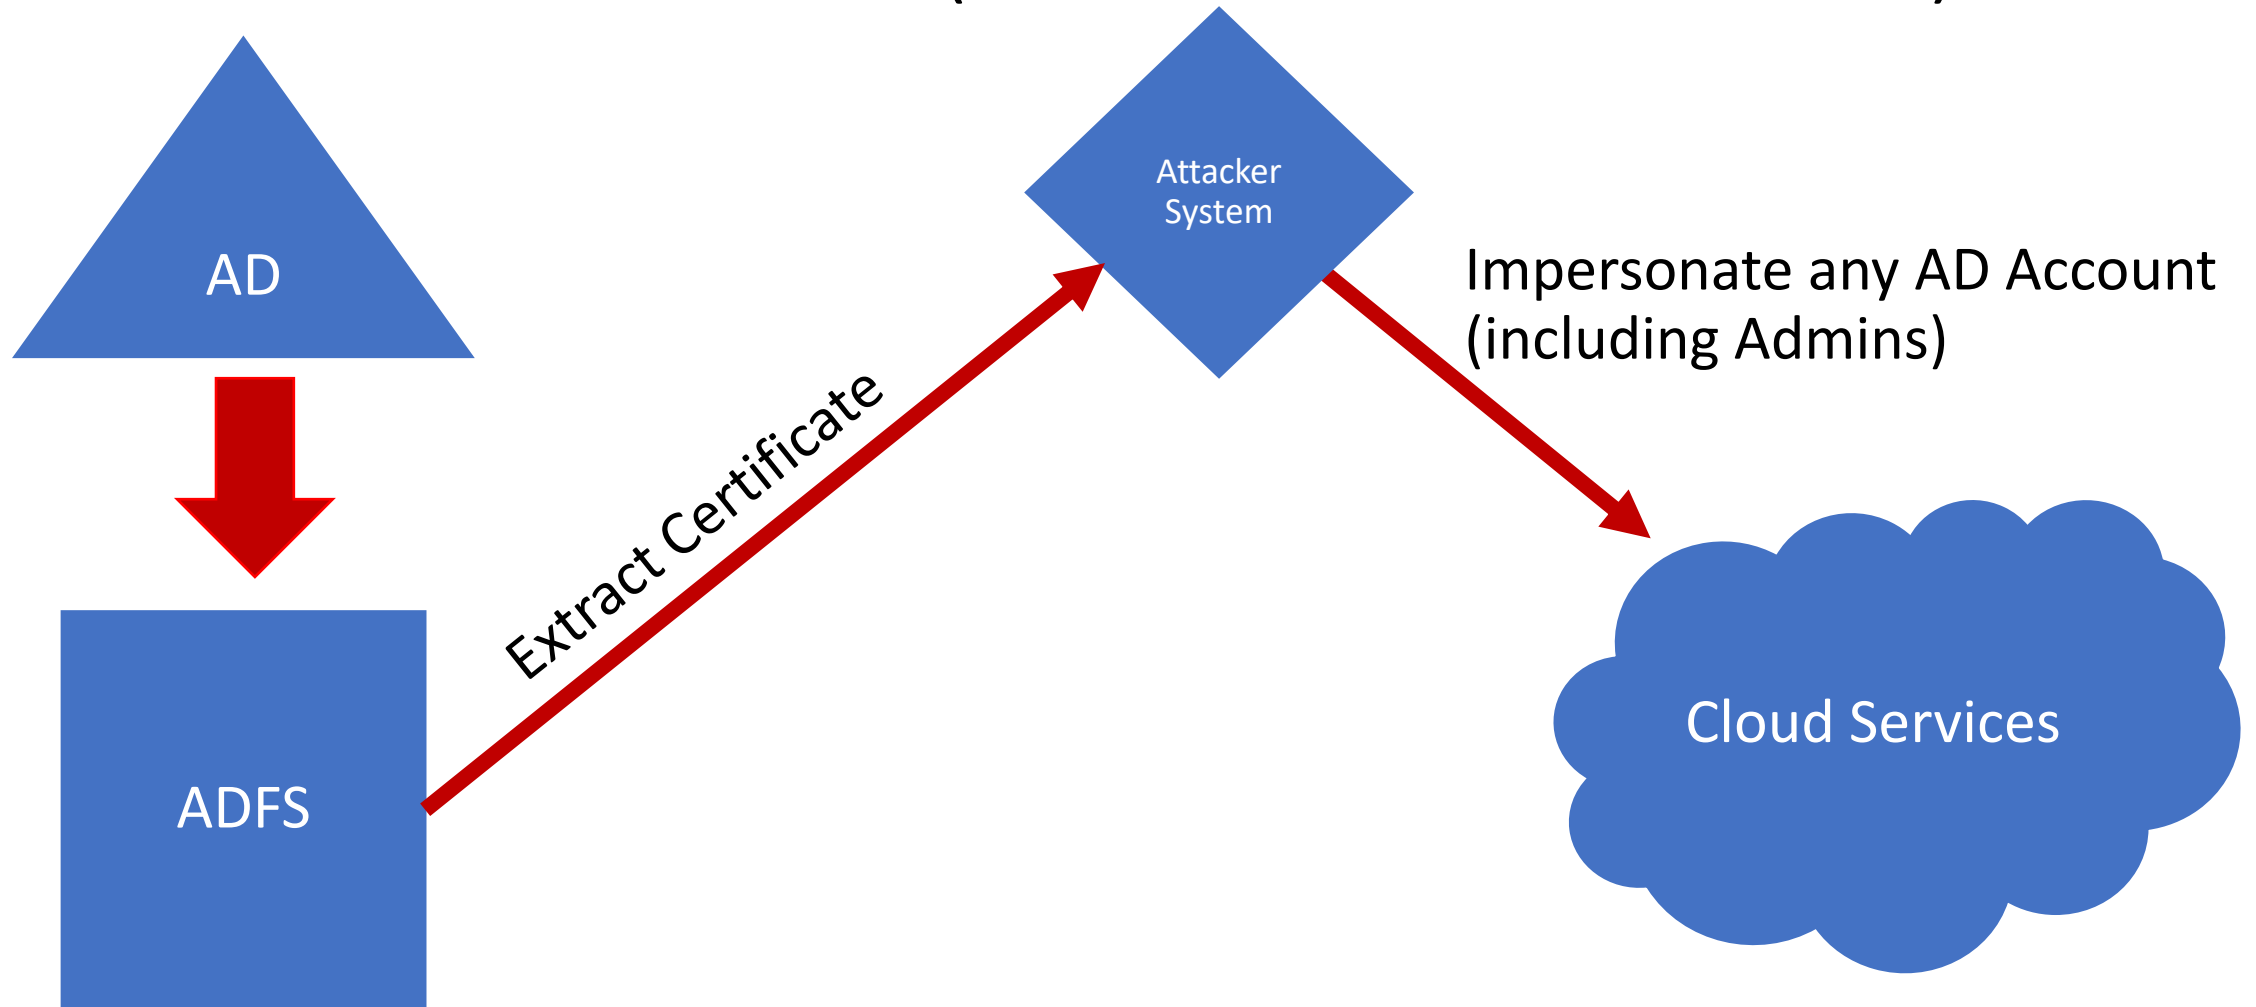 Attacker
System
AD
Impersonate any AD Account
(including Admins)
Extract Certificate
Cloud Services
ADFS